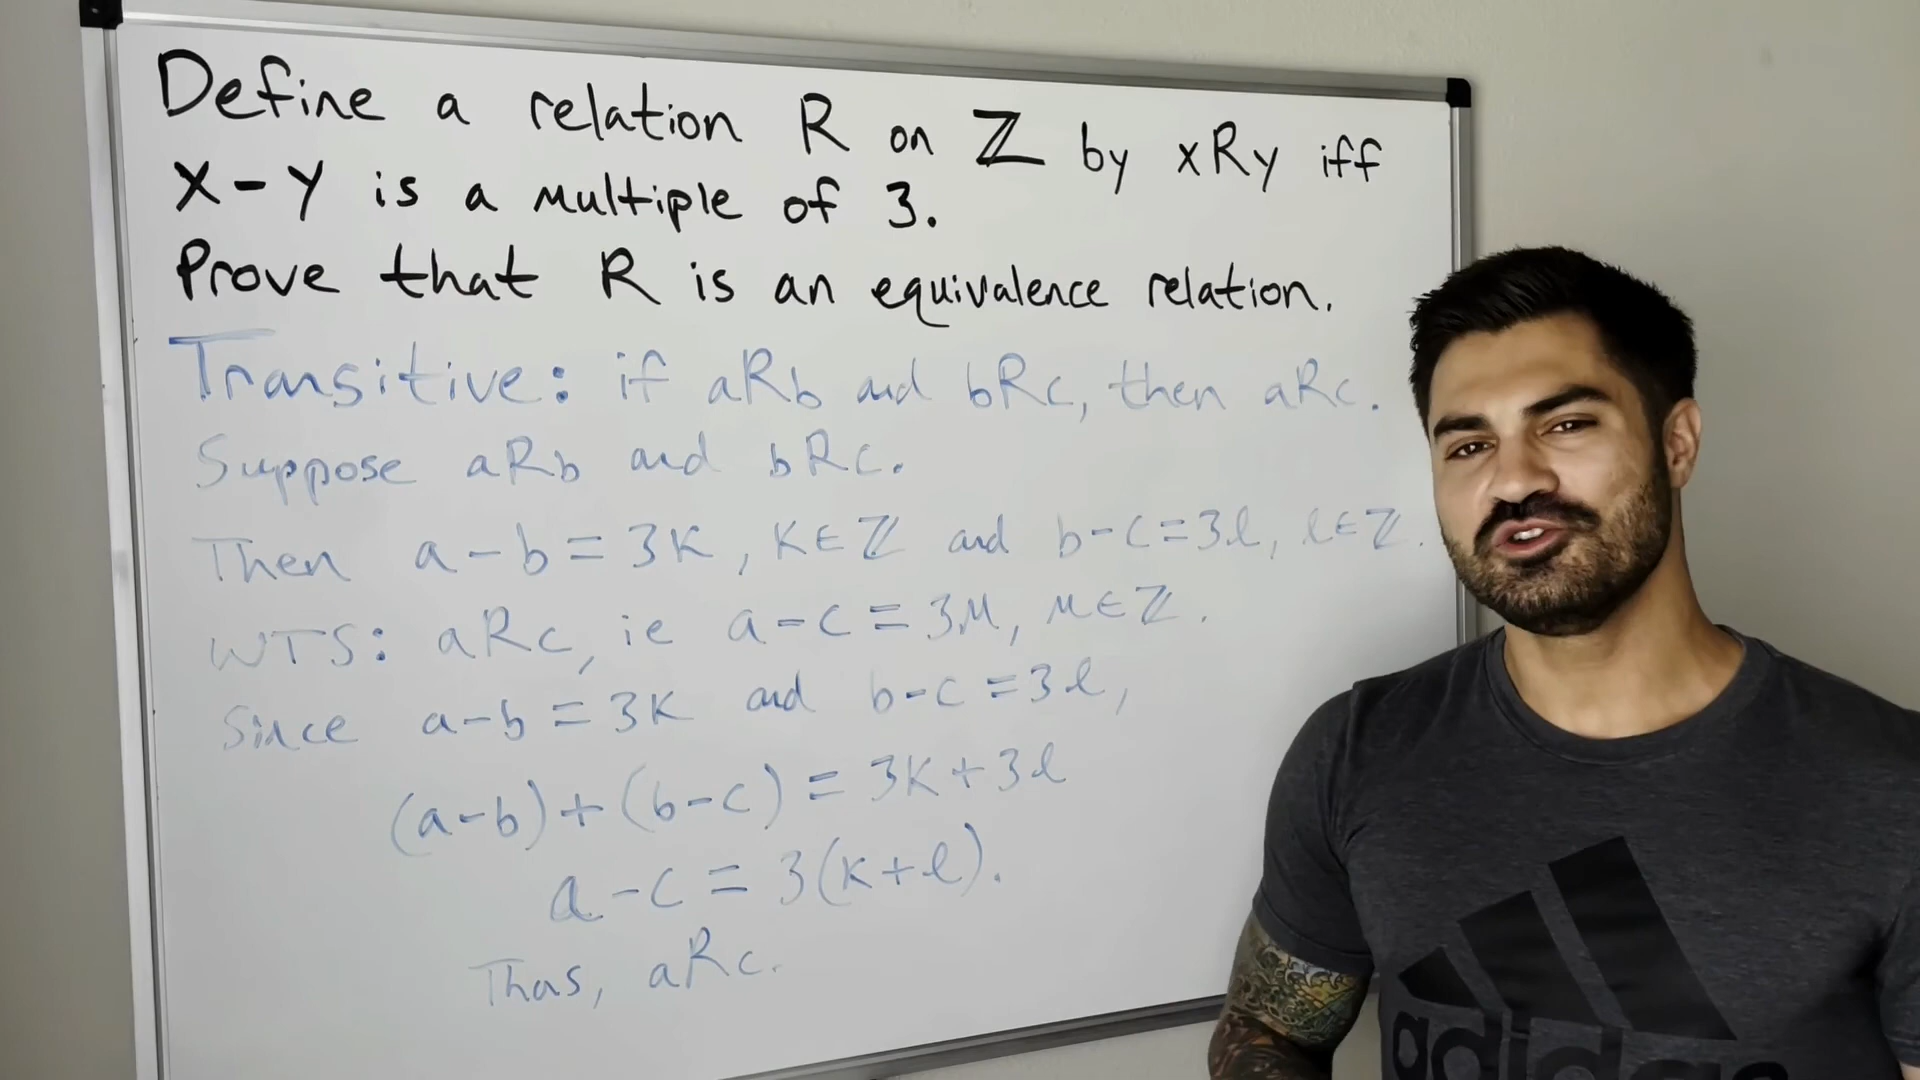 Define a relation R on ℤ by xRy iff
x-y is a multiple of 3.
Prove that R is an equivalence relation.
Transitive: if aRb and bRc, then aRc.
Suppose aRb and bRc.
Then a-b=3k, k∈ℤ and b-c=3ℓ, ℓ∈ℤ.
WTS: aRc, ie a-c=3m, m∈ℤ.
Since a-b=3k and b-c=3ℓ,
(a-b)+(b-c)=3k+3ℓ
a-c=3(k+ℓ).
Thus, aRc.
adidas